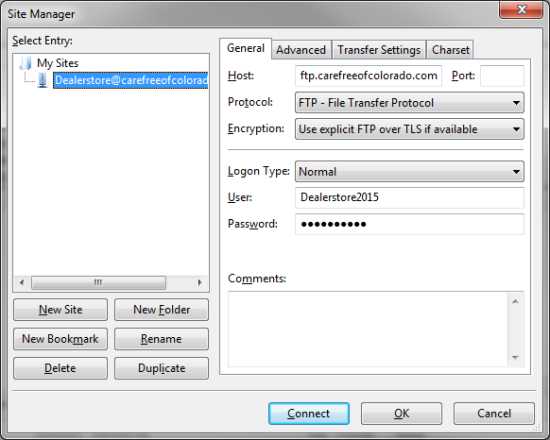 Site Manager
Select Entry:
My Sites
Dealerstore@carefreeofcolorad
New Site
New Folder
New Bookmark
Rename
Delete
Duplicate
General
Advanced
Transfer Settings
Charset
Host:
ftp.carefreeofcolorado.com
Port:
Protocol:
FTP - File Transfer Protocol
Encryption:
Use explicit FTP over TLS if available
Logon Type:
Normal
User:
Dealerstore2015
Password:
●●●●●●●●●●
Comments:
Connect
OK
Cancel